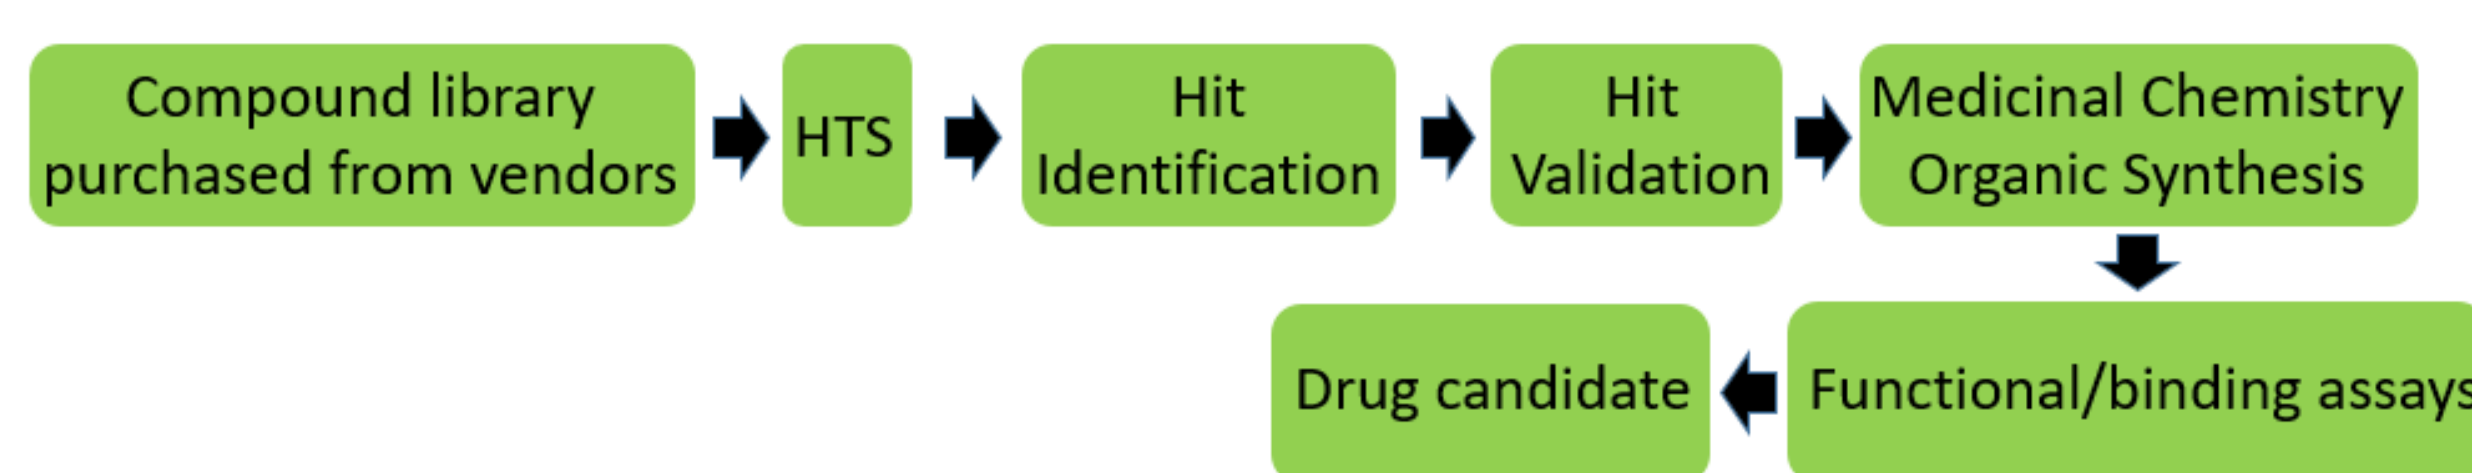 Compound library
purchased from vendors
HTS
Hit
Identification
Hit
Validation
Medicinal Chemistry
Organic Synthesis
Functional/binding assays
Drug candidate